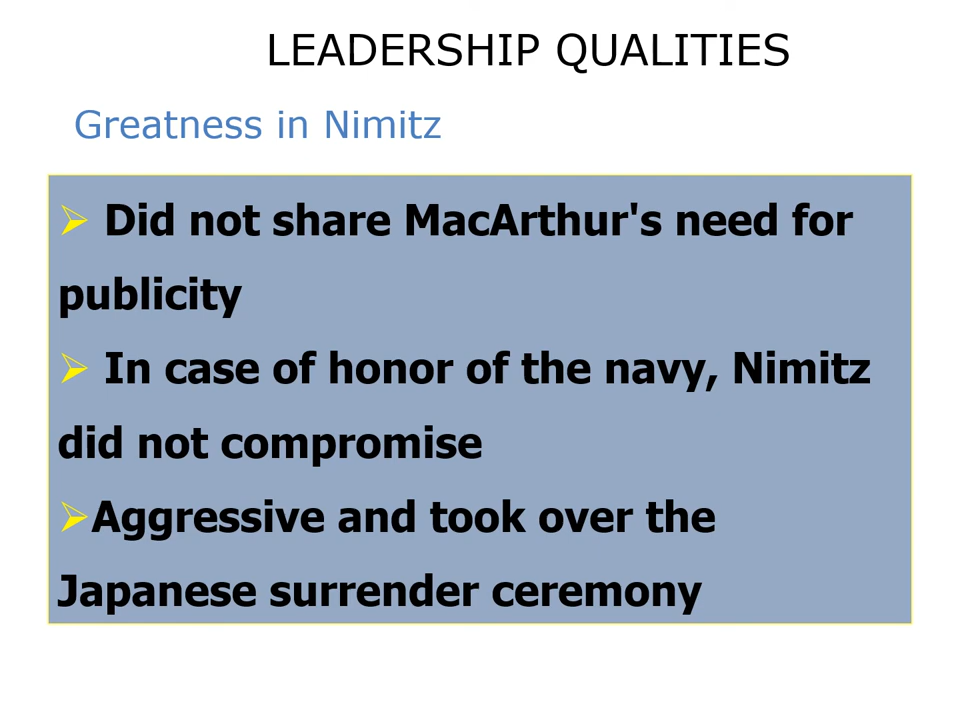 LEADERSHIP QUALITIES
Greatness in Nimitz
➢ Did not share MacArthur's need for
publicity
➢ In case of honor of the navy, Nimitz
did not compromise
➢Aggressive and took over the
Japanese surrender ceremony